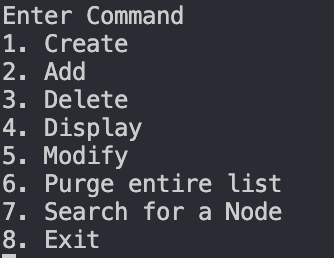 Enter Command
1. Create
2. Add
3. Delete
4. Display
5. Modify
6. Purge entire list
7. Search for a Node
8. Exit